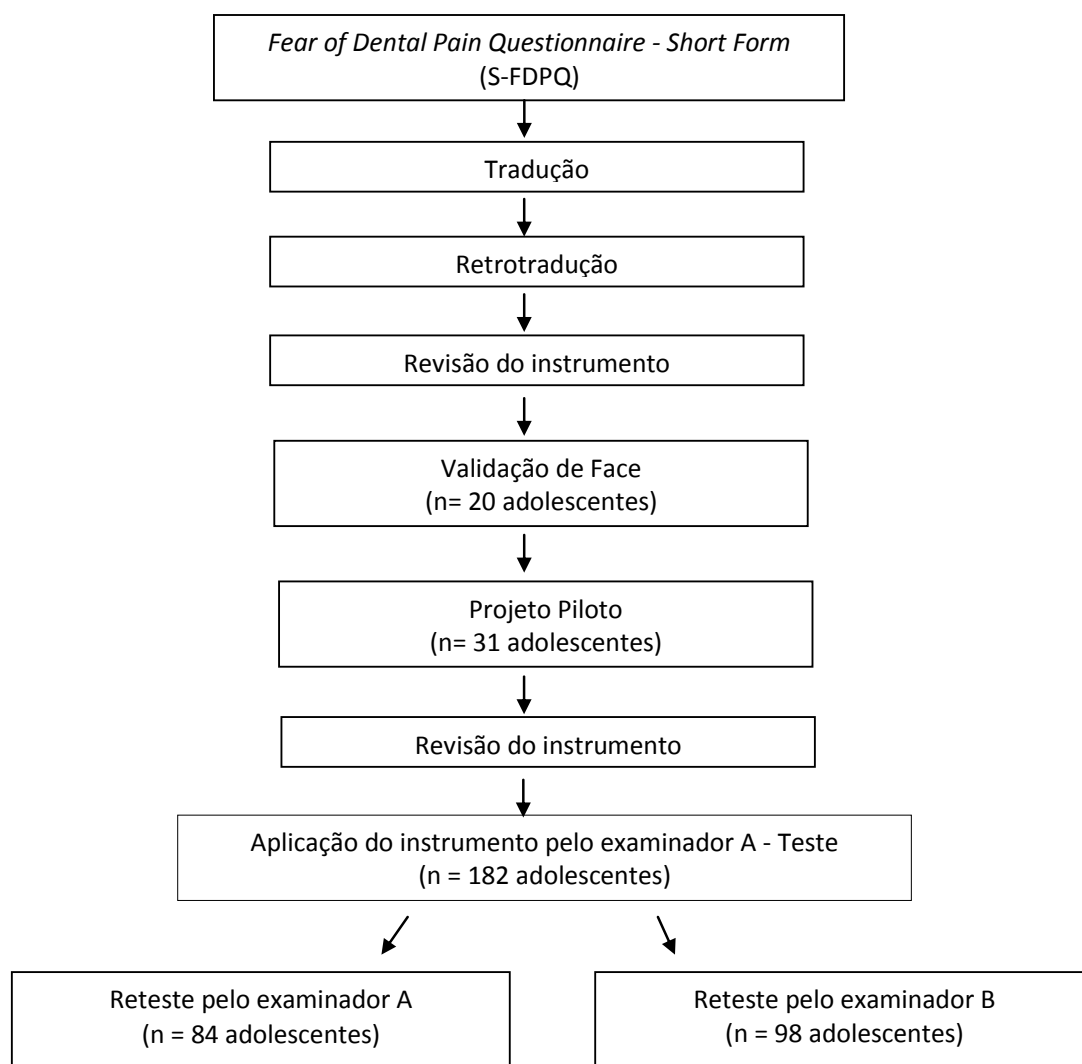 Fear of Dental Pain Questionnaire - Short Form
(S-FDPQ)
Tradução
Retrotradução
Revisão do instrumento
Validação de Face
(n= 20 adolescentes)
Projeto Piloto
(n= 31 adolescentes)
Revisão do instrumento
Aplicação do instrumento pelo examinador A - Teste
(n = 182 adolescentes)
Reteste pelo examinador A
(n = 84 adolescentes)
Reteste pelo examinador B
(n = 98 adolescentes)